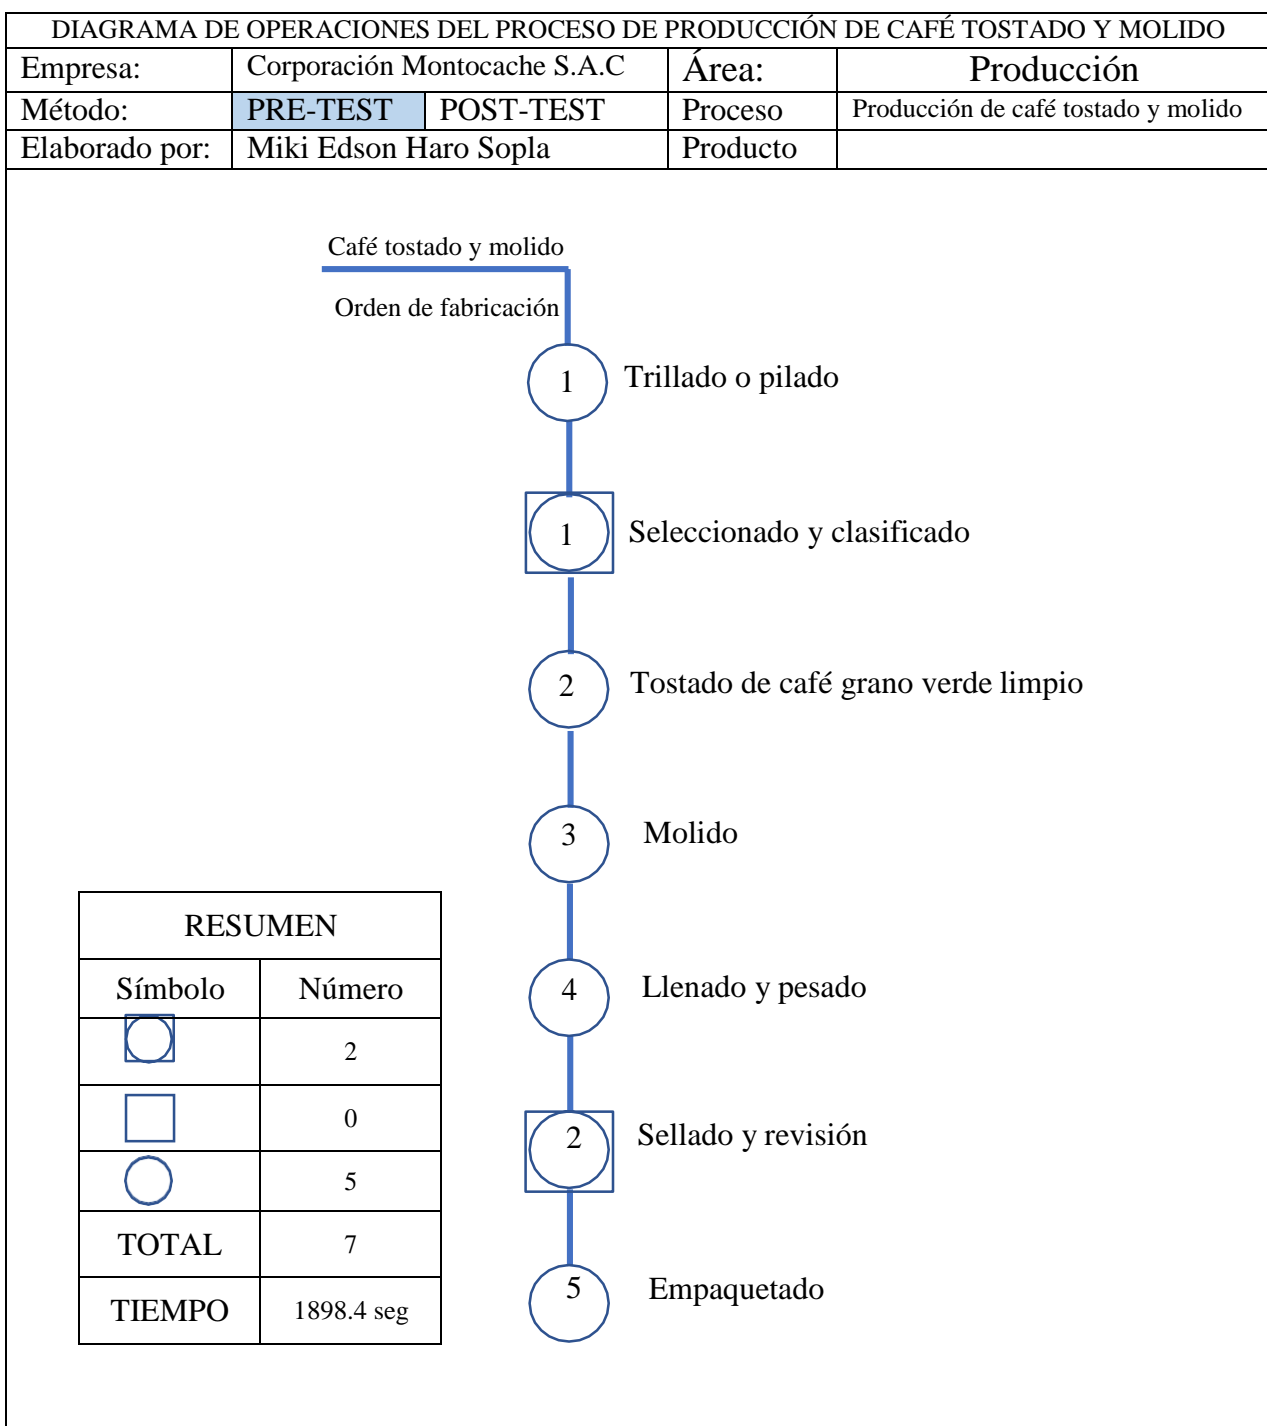 DIAGRAMA DE OPERACIONES DEL PROCESO DE PRODUCCIÓN DE CAFÉ TOSTADO Y MOLIDO
Empresa: Corporación Montocache S.A.C Área: Producción
Método: PRE-TEST POST-TEST Proceso Producción de café tostado y molido
Elaborado por: Miki Edson Haro Sopla Producto
Café tostado y molido
Orden de fabricación
1 Trillado o pilado
1 Seleccionado y clasificado
2 Tostado de café grano verde limpio
3 Molido
4 Llenado y pesado
2 Sellado y revisión
5 Empaquetado
RESUMEN
Símbolo Número
2
0
5
TOTAL 7
TIEMPO 1898.4 seg